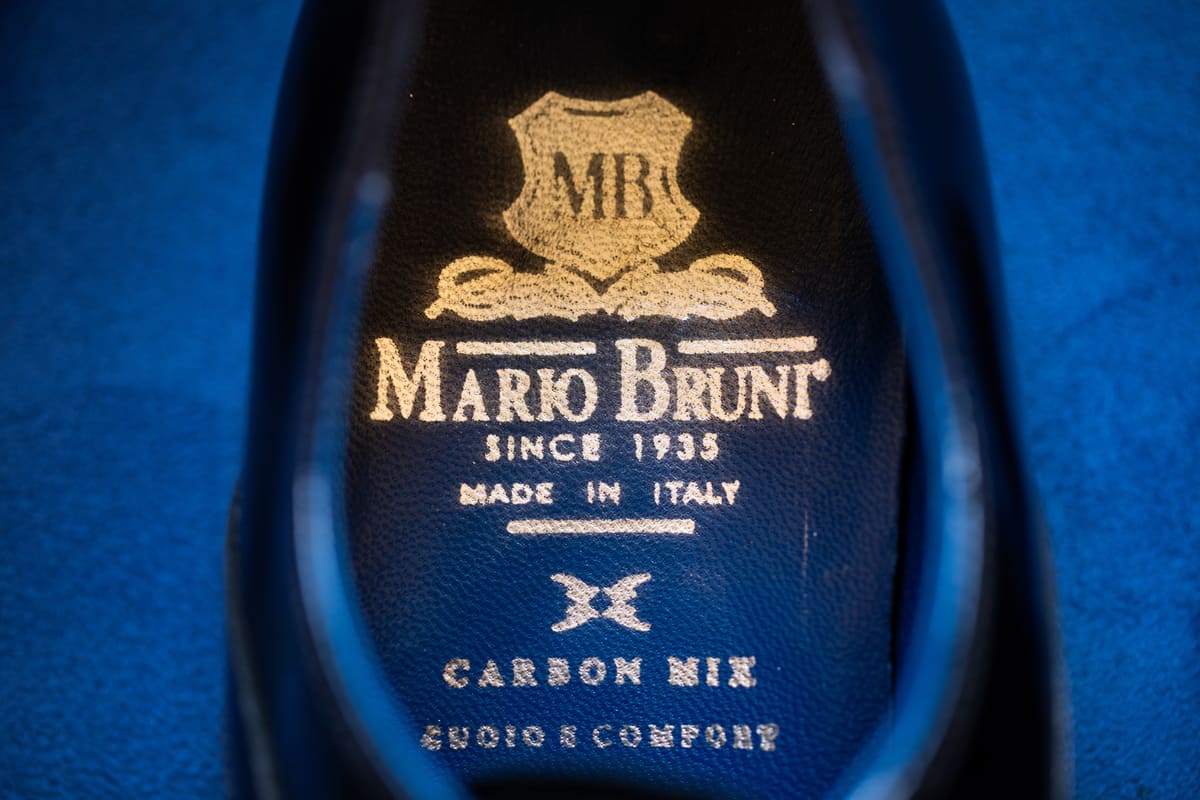 MB
MARIO BRUNI
SINCE 1935
MADE IN ITALY
CARBON MIX
CUOIO E COMFORT